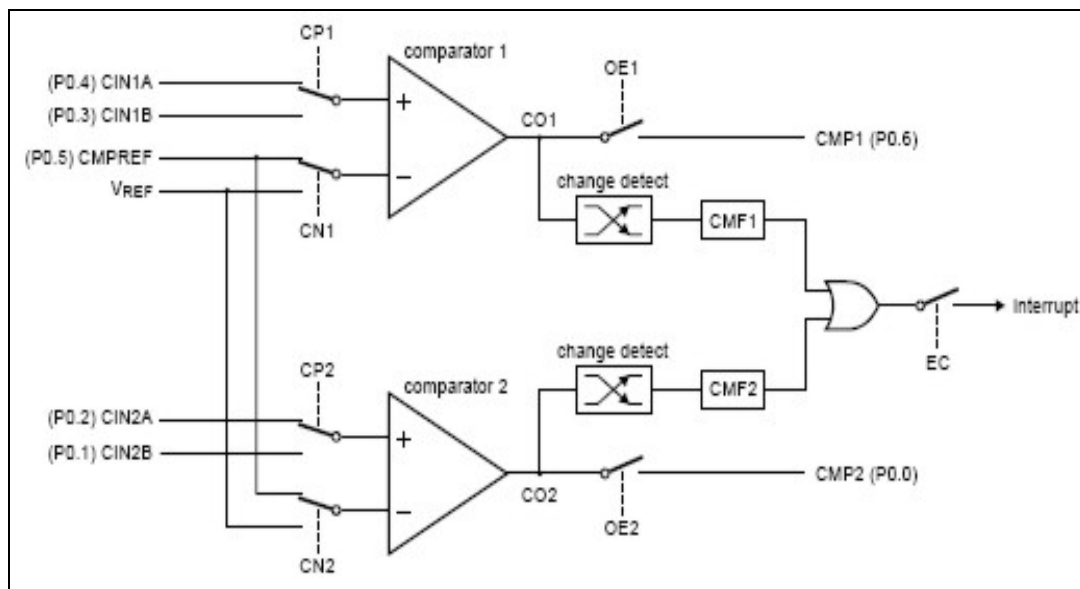 CP1
comparator 1
(P0.4) CIN1A
OE1
(P0.3) CIN1B
+
CO1
CMP1 (P0.6)
(P0.5) CMPREF
−
change detect
VREF
CN1
CMF1
Interrupt
change detect
EC
CP2
comparator 2
CMF2
(P0.2) CIN2A
+
(P0.1) CIN2B
CMP2 (P0.0)
CO2
−
OE2
CN2